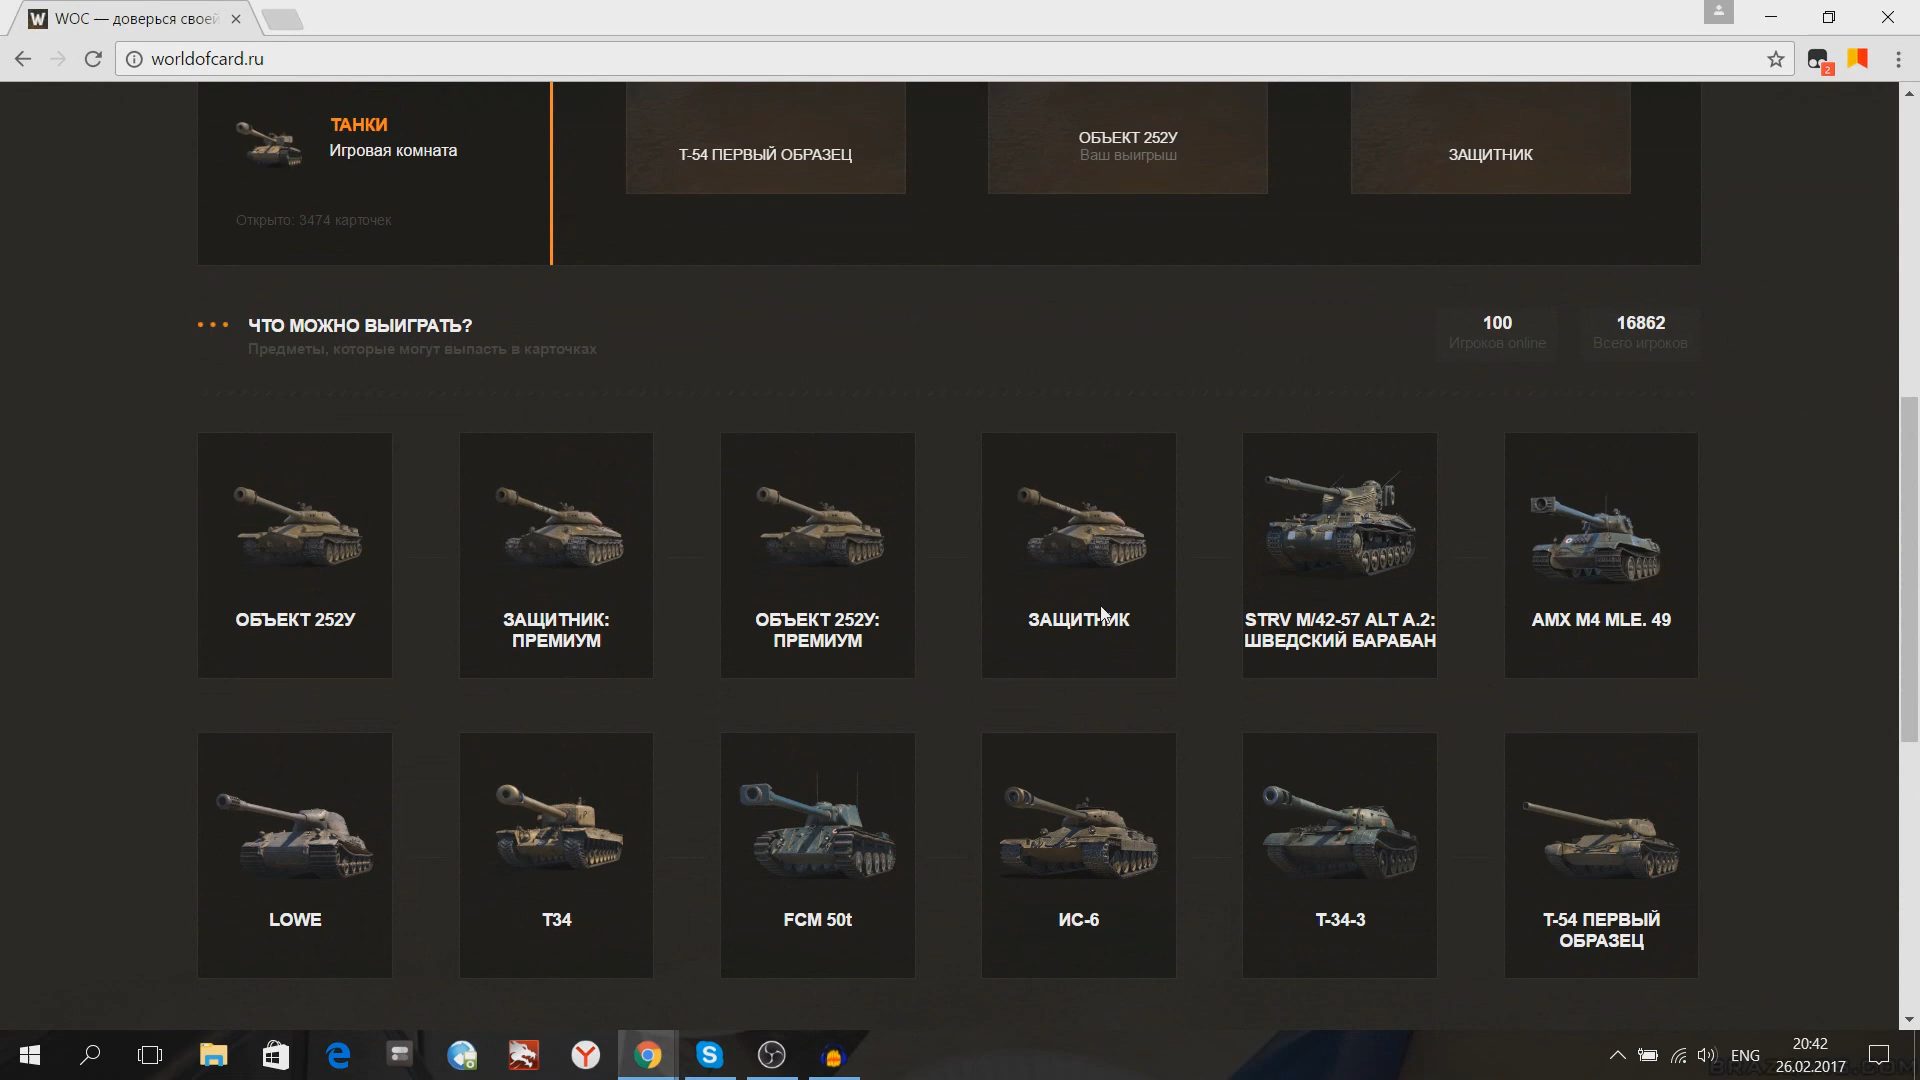 WOC — доверься своей
worldofcard.ru
2
ТАНКИ
Игровая комната
Открыто: 3474 карточек
Т-54 ПЕРВЫЙ ОБРАЗЕЦ
ОБЪЕКТ 252У
Ваш выигрыш
ЗАЩИТНИК
ЧТО МОЖНО ВЫИГРАТЬ?
Предметы, которые могут выпасть в карточках
100
Игроков online
16862
Всего игроков
ОБЪЕКТ 252У
ЗАЩИТНИК:
ПРЕМИУМ
ОБЪЕКТ 252У:
ПРЕМИУМ
ЗАЩИТНИК
STRV M/42-57 ALT A.2:
ШВЕДСКИЙ БАРАБАН
AMX M4 MLE. 49
LOWE
T34
FCM 50t
ИС-6
Т-34-3
Т-54 ПЕРВЫЙ
ОБРАЗЕЦ
ENG
20:42
26.02.2017